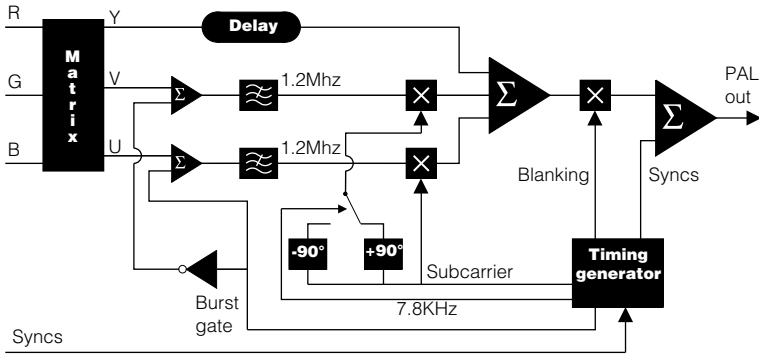 R Y Delay
Matrix
G V Σ 1.2Mhz × Σ × Σ PAL
out
B U Σ 1.2Mhz ×
Blanking Syncs
-90° +90° Timing
generator
Subcarrier
Burst
gate
7.8KHz
Syncs